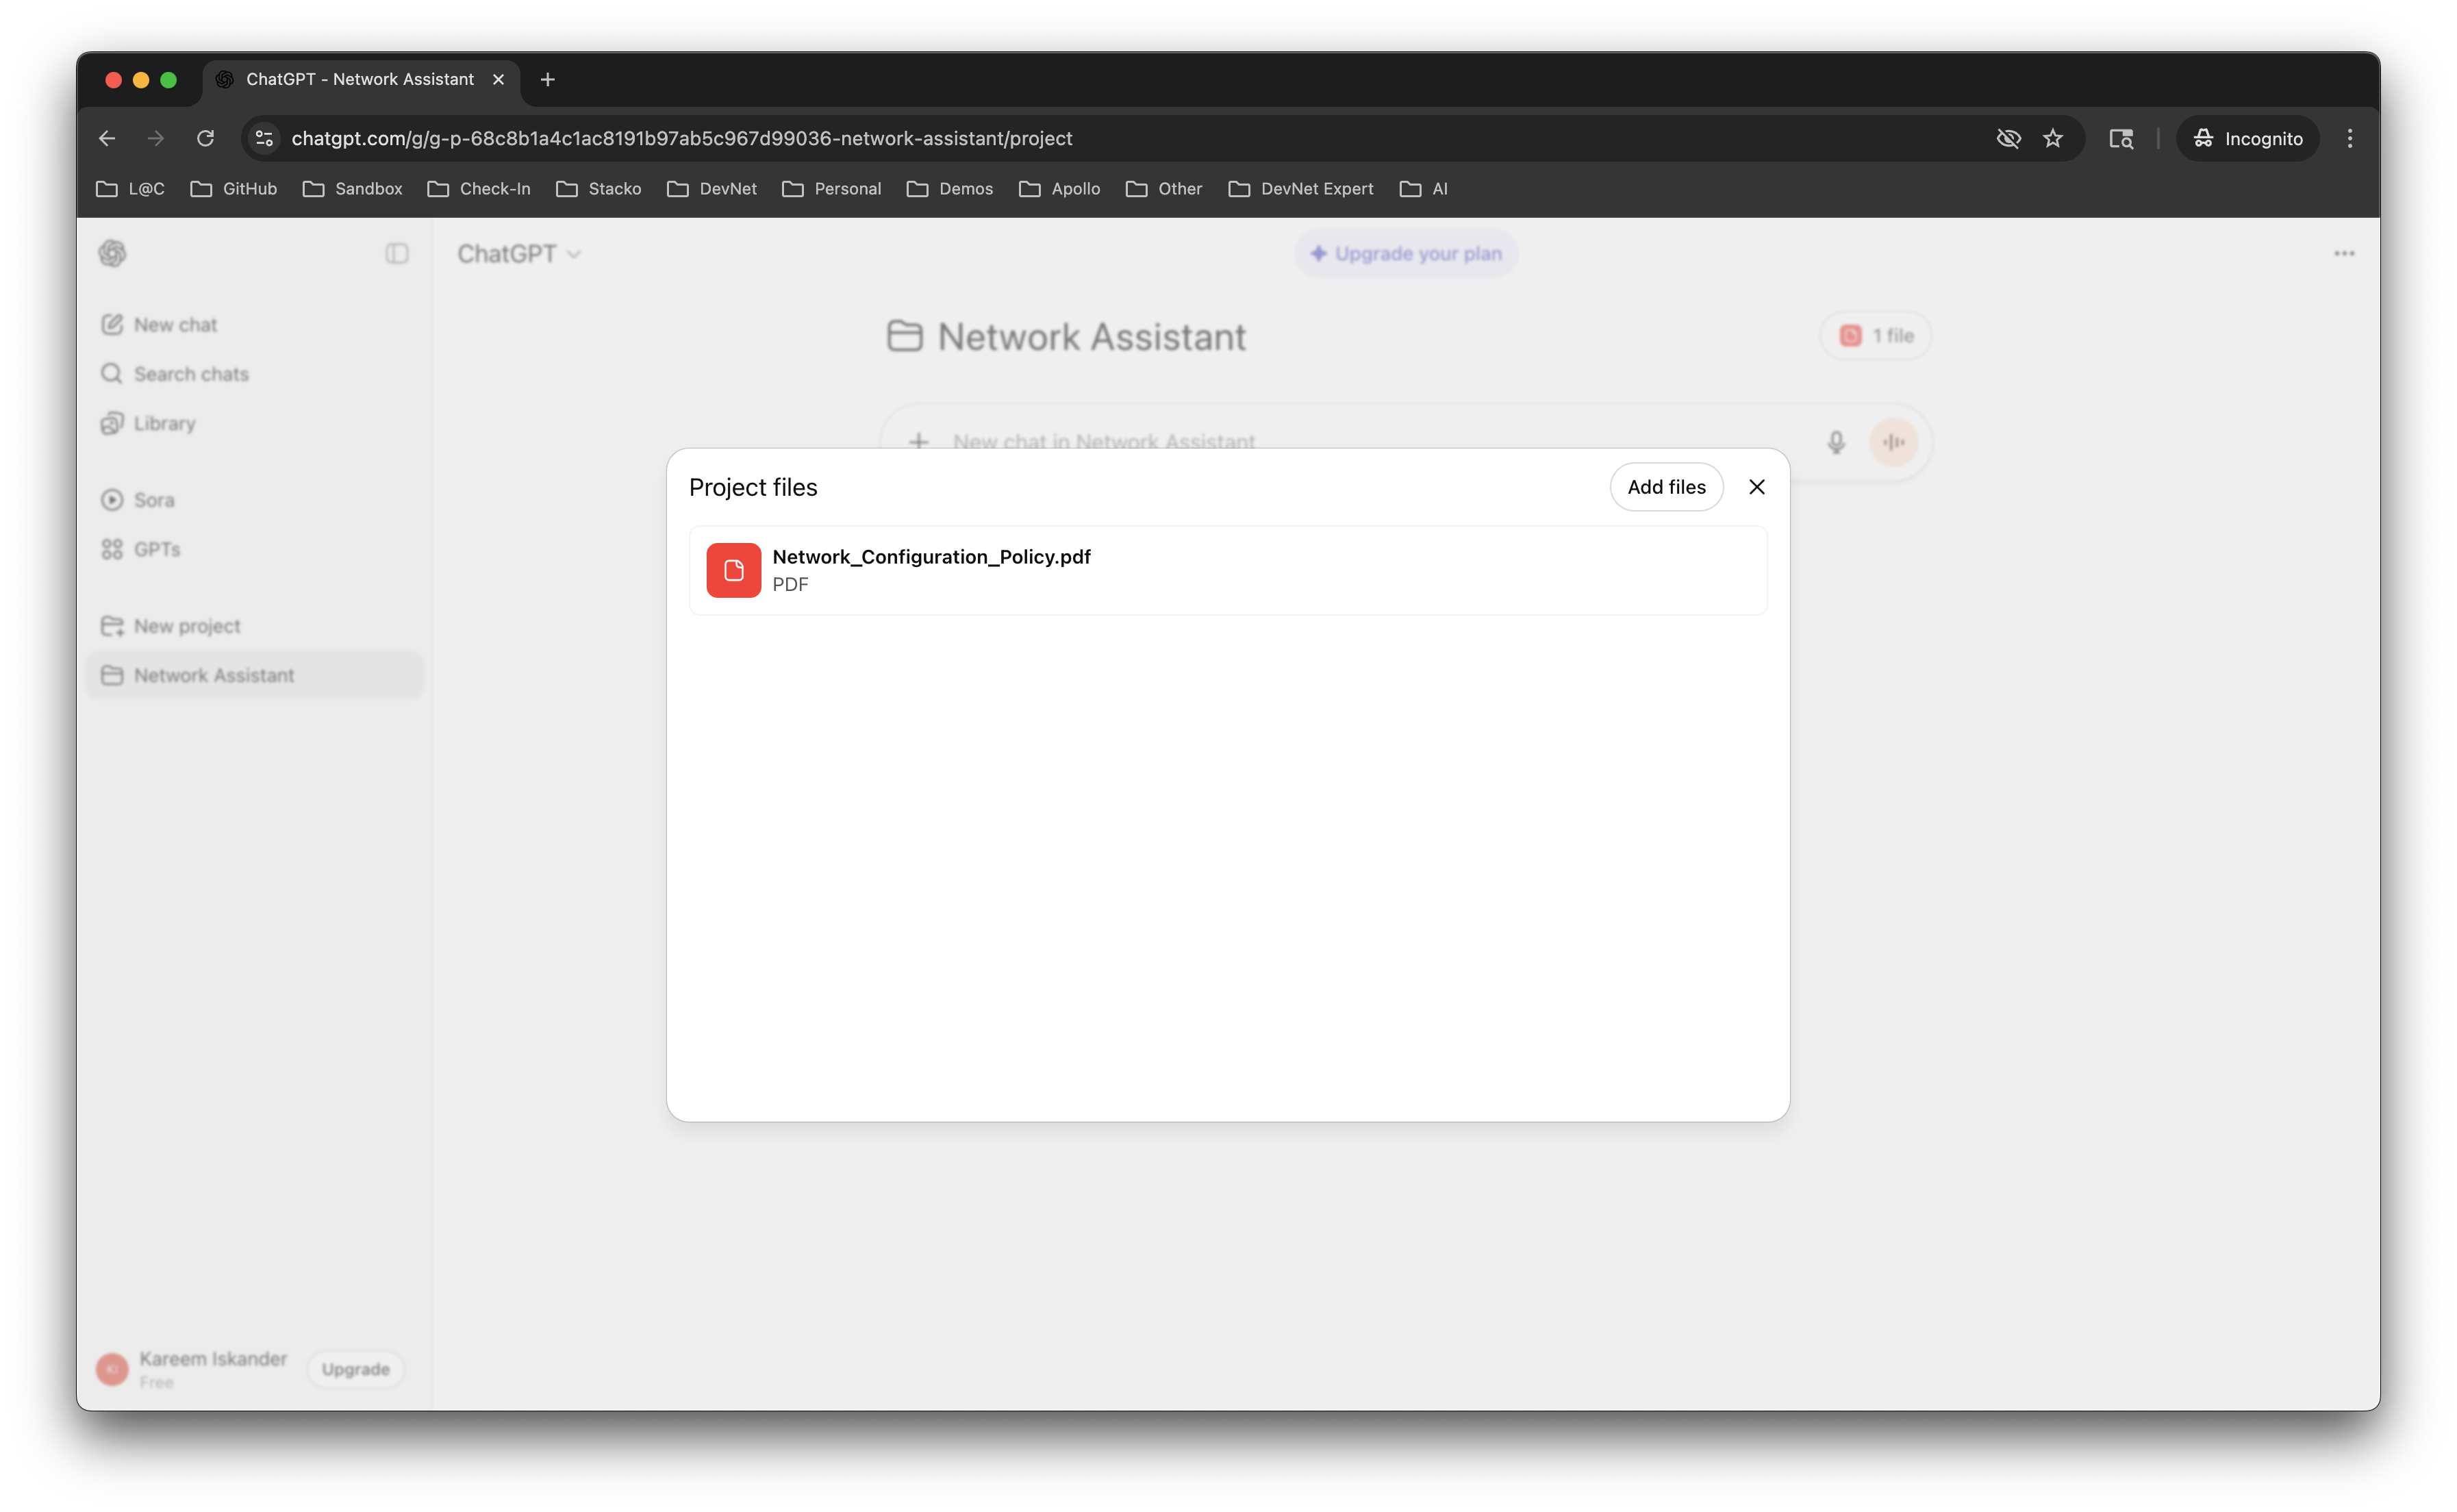 ChatGPT - Network Assistant
chatgpt.com/g/g-p-68c8b1a4c1ac8191b97ab5c967d99036-network-assistant/project
Incognito
L@C GitHub Sandbox Check-In Stacko DevNet Personal Demos Apollo Other DevNet Expert AI
ChatGPT
Upgrade your plan
New chat
Search chats
Library
Sora
GPTs
New project
Network Assistant
Kareem Iskander
Free
Upgrade
Network Assistant
1 file
New chat in Network Assistant
Project files
Add files
Network_Configuration_Policy.pdf
PDF